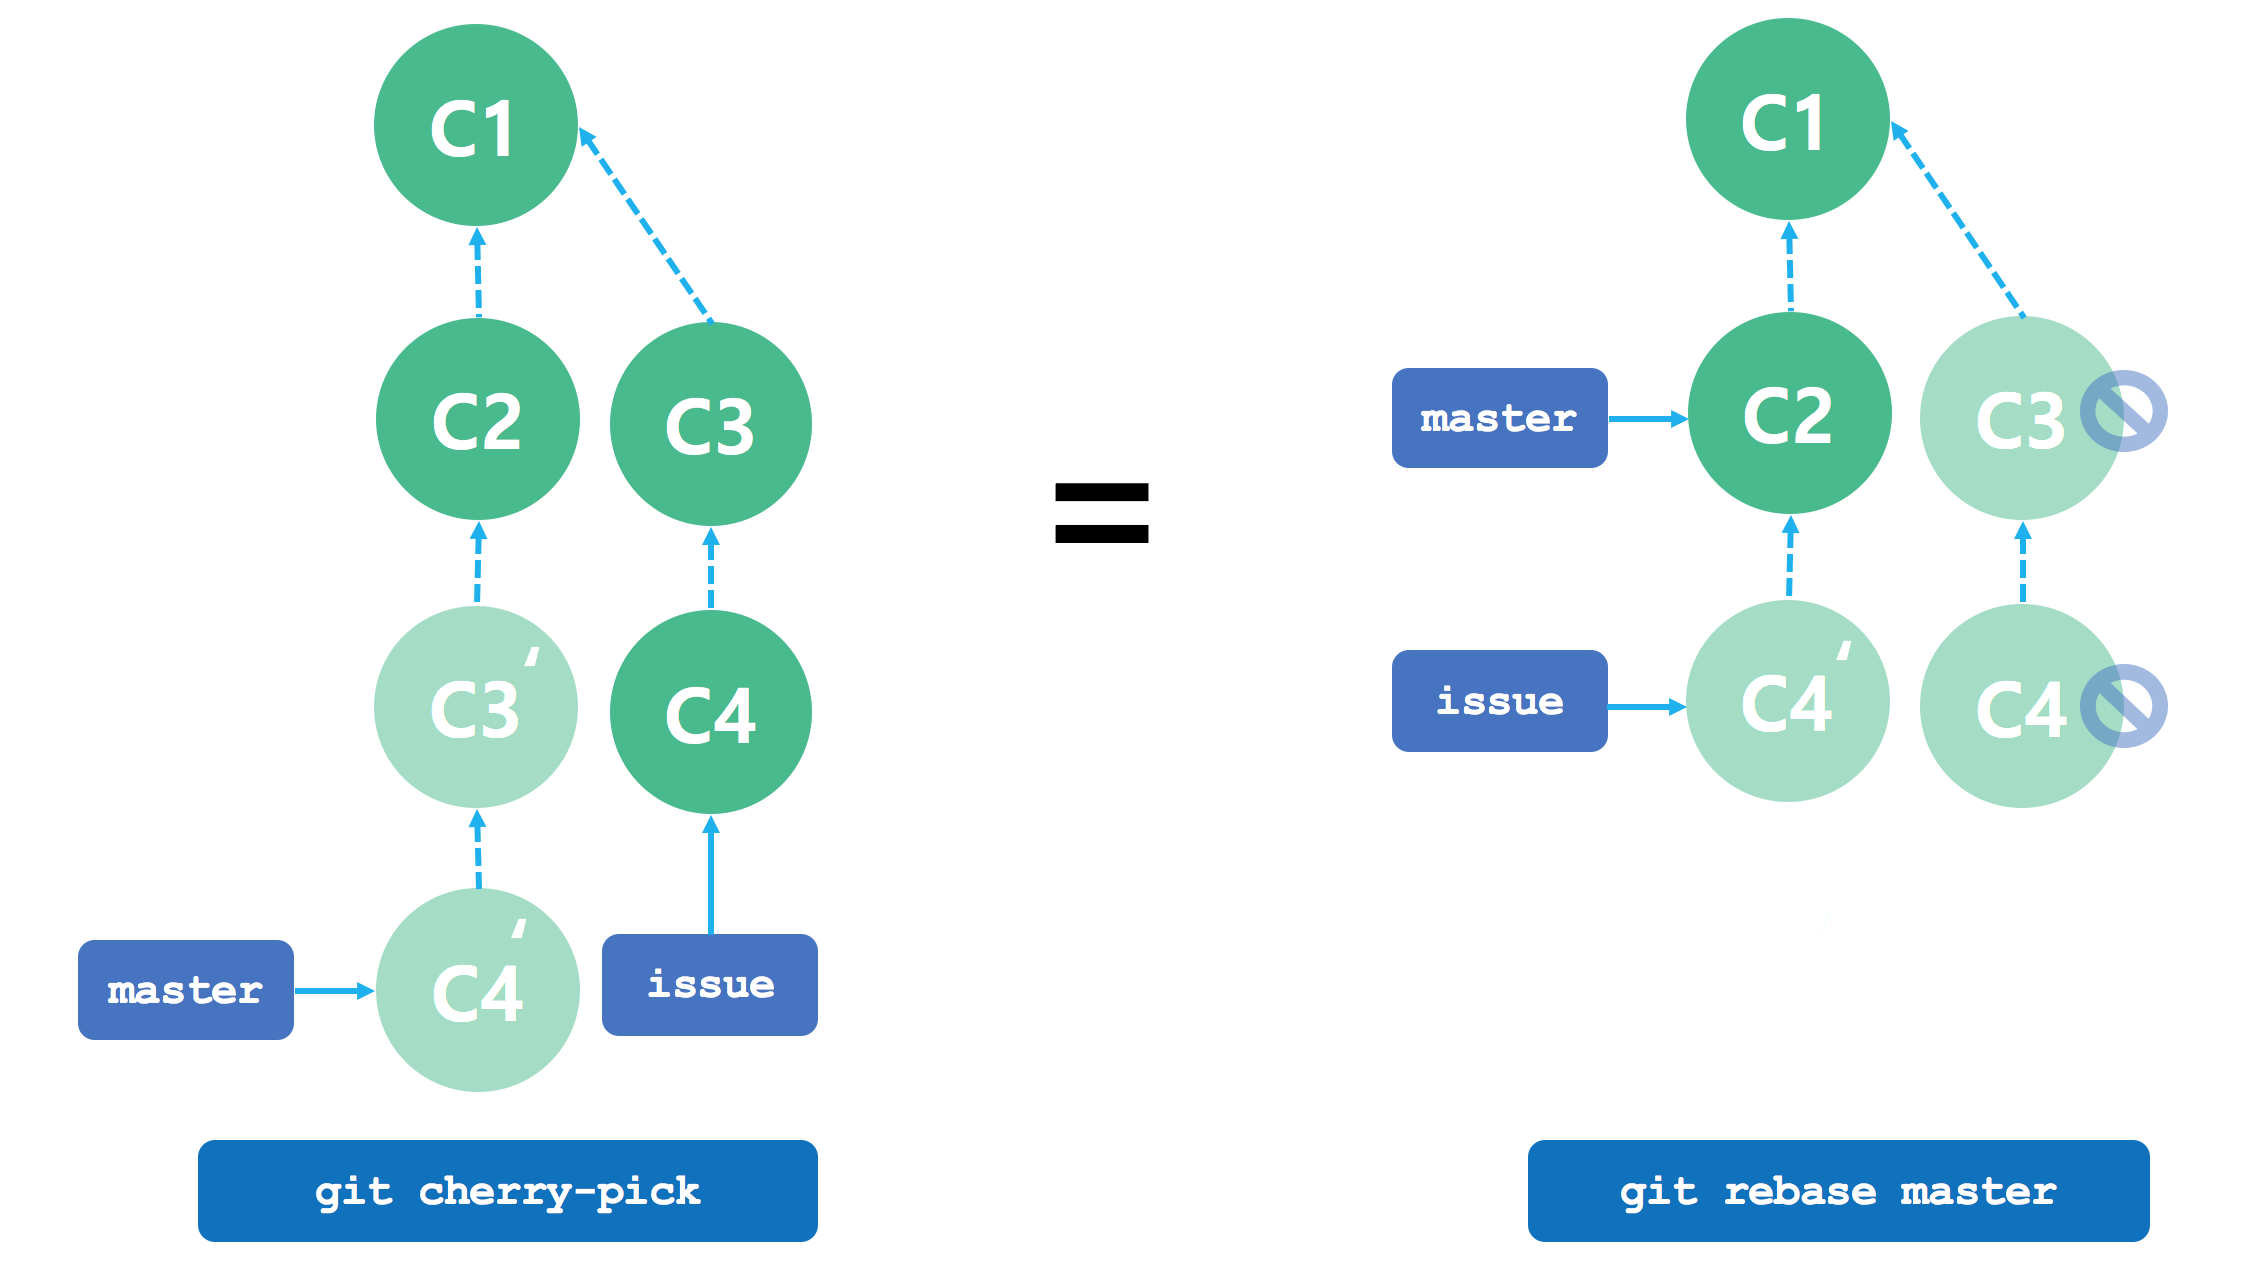 C1
C2
C3
C3‘
C4
master
C4‘
issue
git cherry-pick
=
C1
master
C2
C3
issue
C4‘
C4
git rebase master